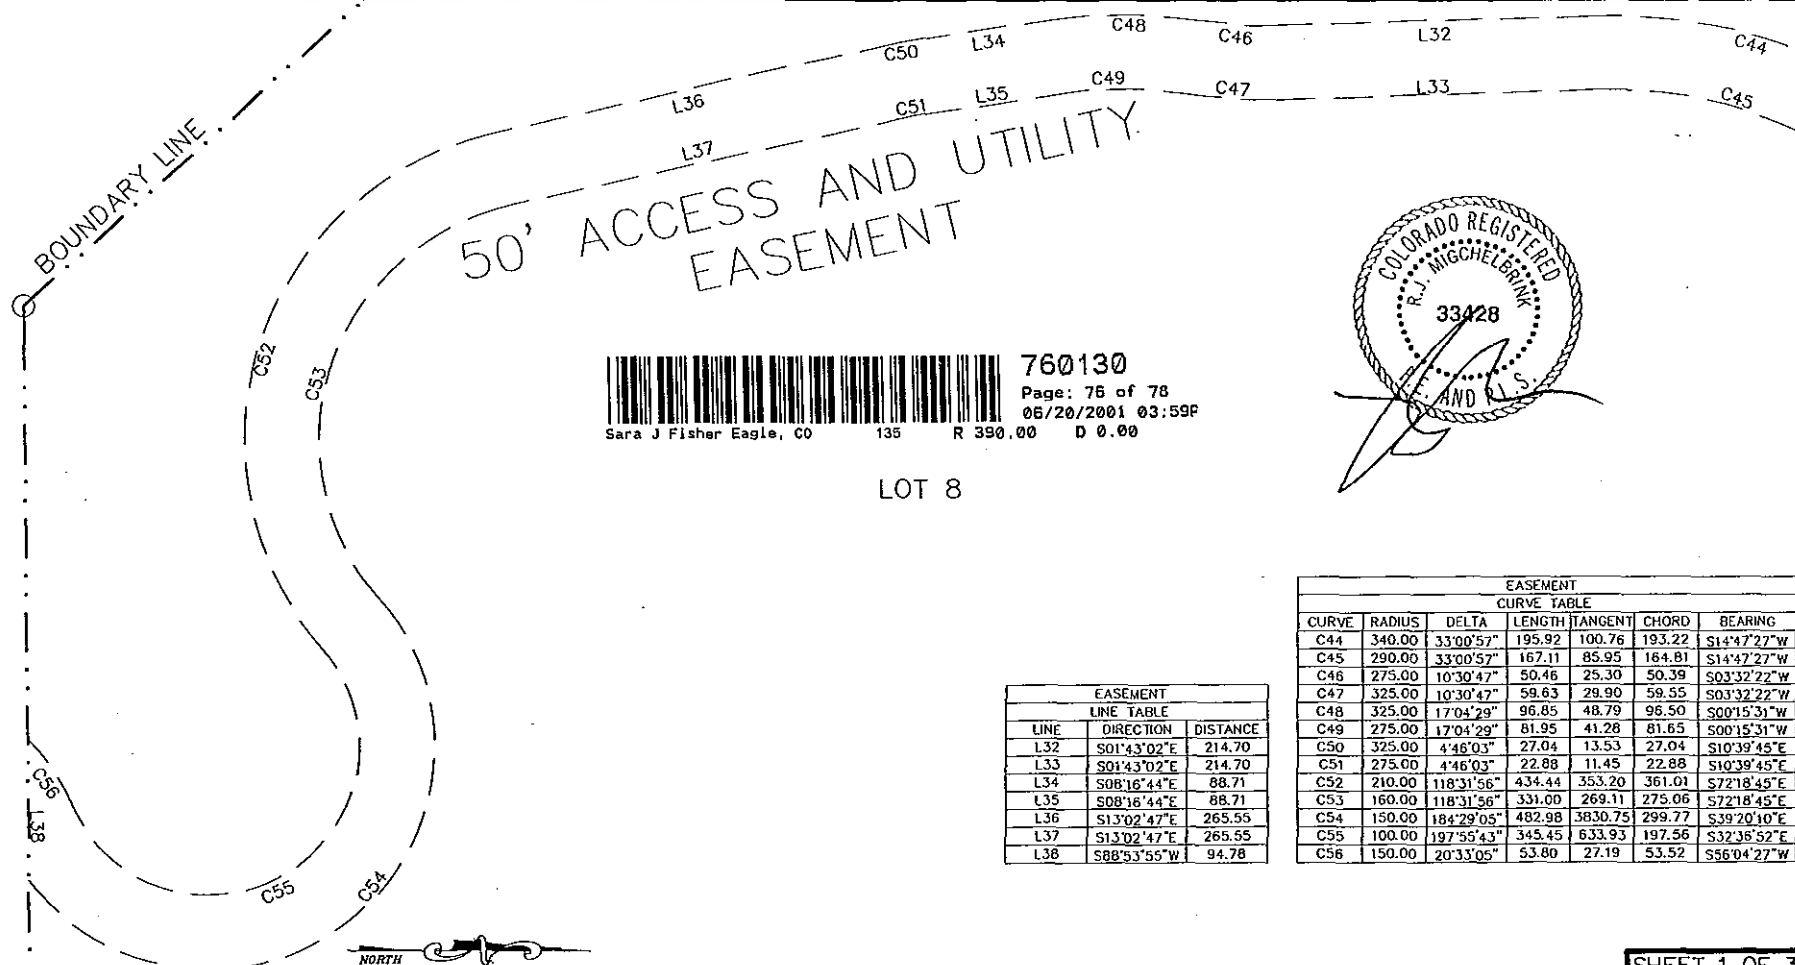 C48
C50
L34
C46
L32
C44
L36
C51
L35
C49
C47
L33
C45
L37
BOUNDARY LINE
50' ACCESS AND UTILITY
EASEMENT
COLORADO REGISTERED
R.J. MIGCHELBRINK
33428
AND L.S.
C52
C53
760130
Page: 76 of 78
06/20/2001 03:59P
Sara J Fisher Eagle, CO 135 R 390.00 D 0.00
LOT 8
EASEMENT
LINE TABLE
LINE DIRECTION DISTANCE
L32 S01°43'02"E 214.70
L33 S01°43'02"E 214.70
L34 S08°16'44"E 88.71
L35 S08°16'44"E 88.71
L36 S13°02'47"E 265.55
L37 S13°02'47"E 265.55
L38 S88°53'55"W 94.78
EASEMENT
CURVE TABLE
CURVE RADIUS DELTA LENGTH TANGENT CHORD BEARING
C44 340.00 33°00'57" 195.92 100.76 193.22 S14°47'27"W
C45 290.00 33°00'57" 167.11 85.95 164.81 S14°47'27"W
C46 275.00 10°30'47" 50.46 25.30 50.39 S03°32'22"W
C47 325.00 10°30'47" 59.63 29.90 59.55 S03°32'22"W
C48 325.00 17°04'29" 96.85 48.79 96.50 S00°15'31"W
C49 275.00 17°04'29" 81.95 41.28 81.65 S00°15'31"W
C50 325.00 4°46'03" 27.04 13.53 27.04 S10°39'45"E
C51 275.00 4°46'03" 22.88 11.45 22.88 S10°39'45"E
C52 210.00 118°31'56" 434.44 353.20 361.01 S72°18'45"E
C53 160.00 118°31'56" 331.00 269.11 275.06 S72°18'45"E
C54 150.00 184°29'05" 482.98 3830.75 299.77 S39°20'10"E
C55 100.00 197°55'43" 345.45 633.93 197.56 S32°36'52"E
C56 150.00 20°33'05" 53.80 27.19 53.52 S56°04'27"W
C56
L38
C55
C54
NORTH
SHEET 1 OF 3